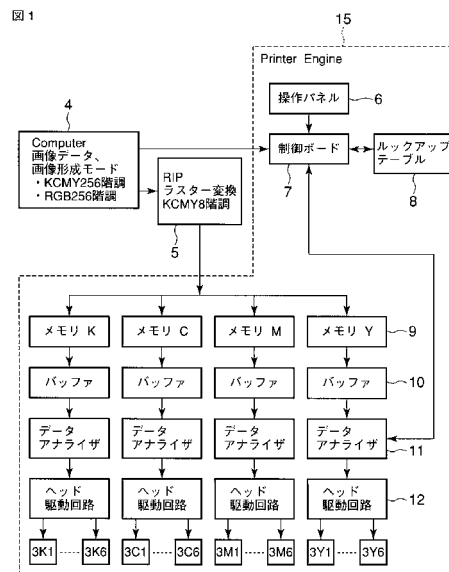 図1
15
Printer Engine
操作パネル
6
4
Computer
画像データ、
画像形成モード
・KCMY256階調
・RGB256階調
制御ボード
7
ルックアップ
テーブル
8
RIP
ラスター変換
KCMY8階調
5
メモリ K
メモリ C
メモリ M
メモリ Y
9
バッファ
バッファ
バッファ
バッファ
10
データ
アナライザ
データ
アナライザ
データ
アナライザ
データ
アナライザ
11
ヘッド
駆動回路
ヘッド
駆動回路
ヘッド
駆動回路
ヘッド
駆動回路
12
3K1 ...... 3K6
3C1 ...... 3C6
3M1 ...... 3M6
3Y1 ...... 3Y6